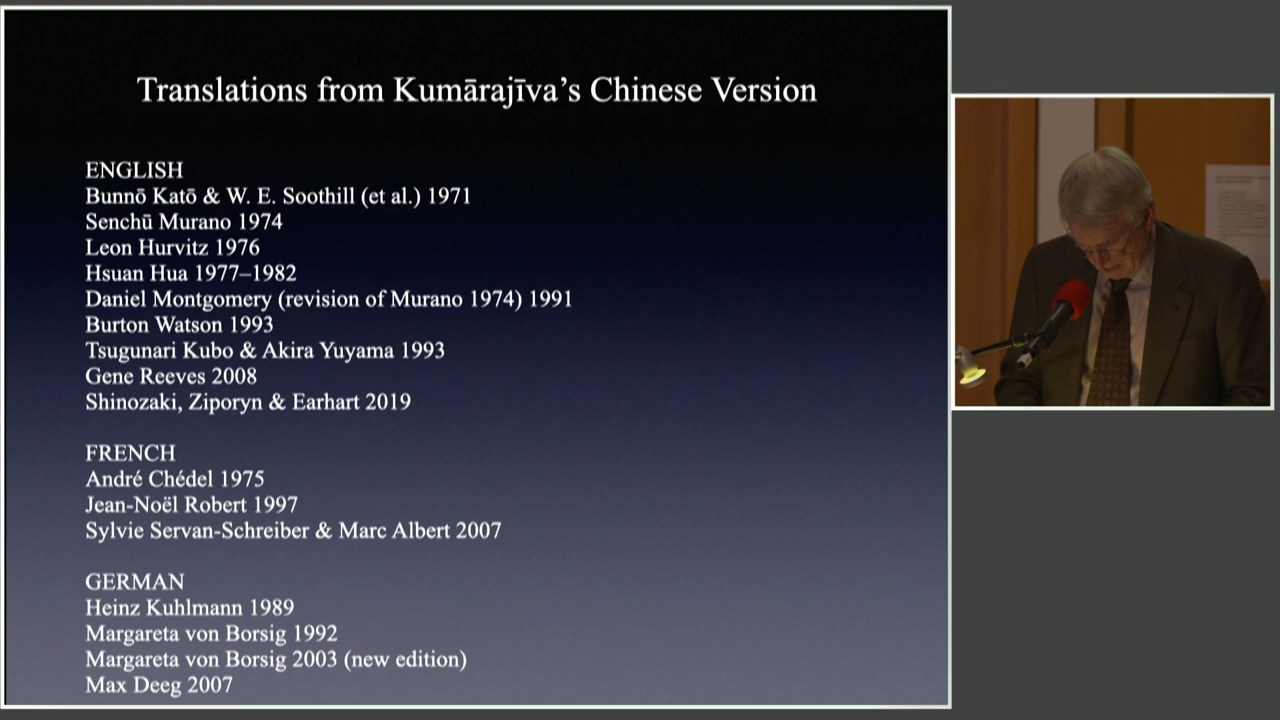 Translations from Kumārajīva’s Chinese Version
ENGLISH
Bunnō Katō & W. E. Soothill (et al.) 1971
Senchū Murano 1974
Leon Hurvitz 1976
Hsuan Hua 1977–1982
Daniel Montgomery (revision of Murano 1974) 1991
Burton Watson 1993
Tsugunari Kubo & Akira Yuyama 1993
Gene Reeves 2008
Shinozaki, Ziporyn & Earhart 2019
FRENCH
André Chédel 1975
Jean-Noël Robert 1997
Sylvie Servan-Schreiber & Marc Albert 2007
GERMAN
Heinz Kuhlmann 1989
Margareta von Borsig 1992
Margareta von Borsig 2003 (new edition)
Max Deeg 2007